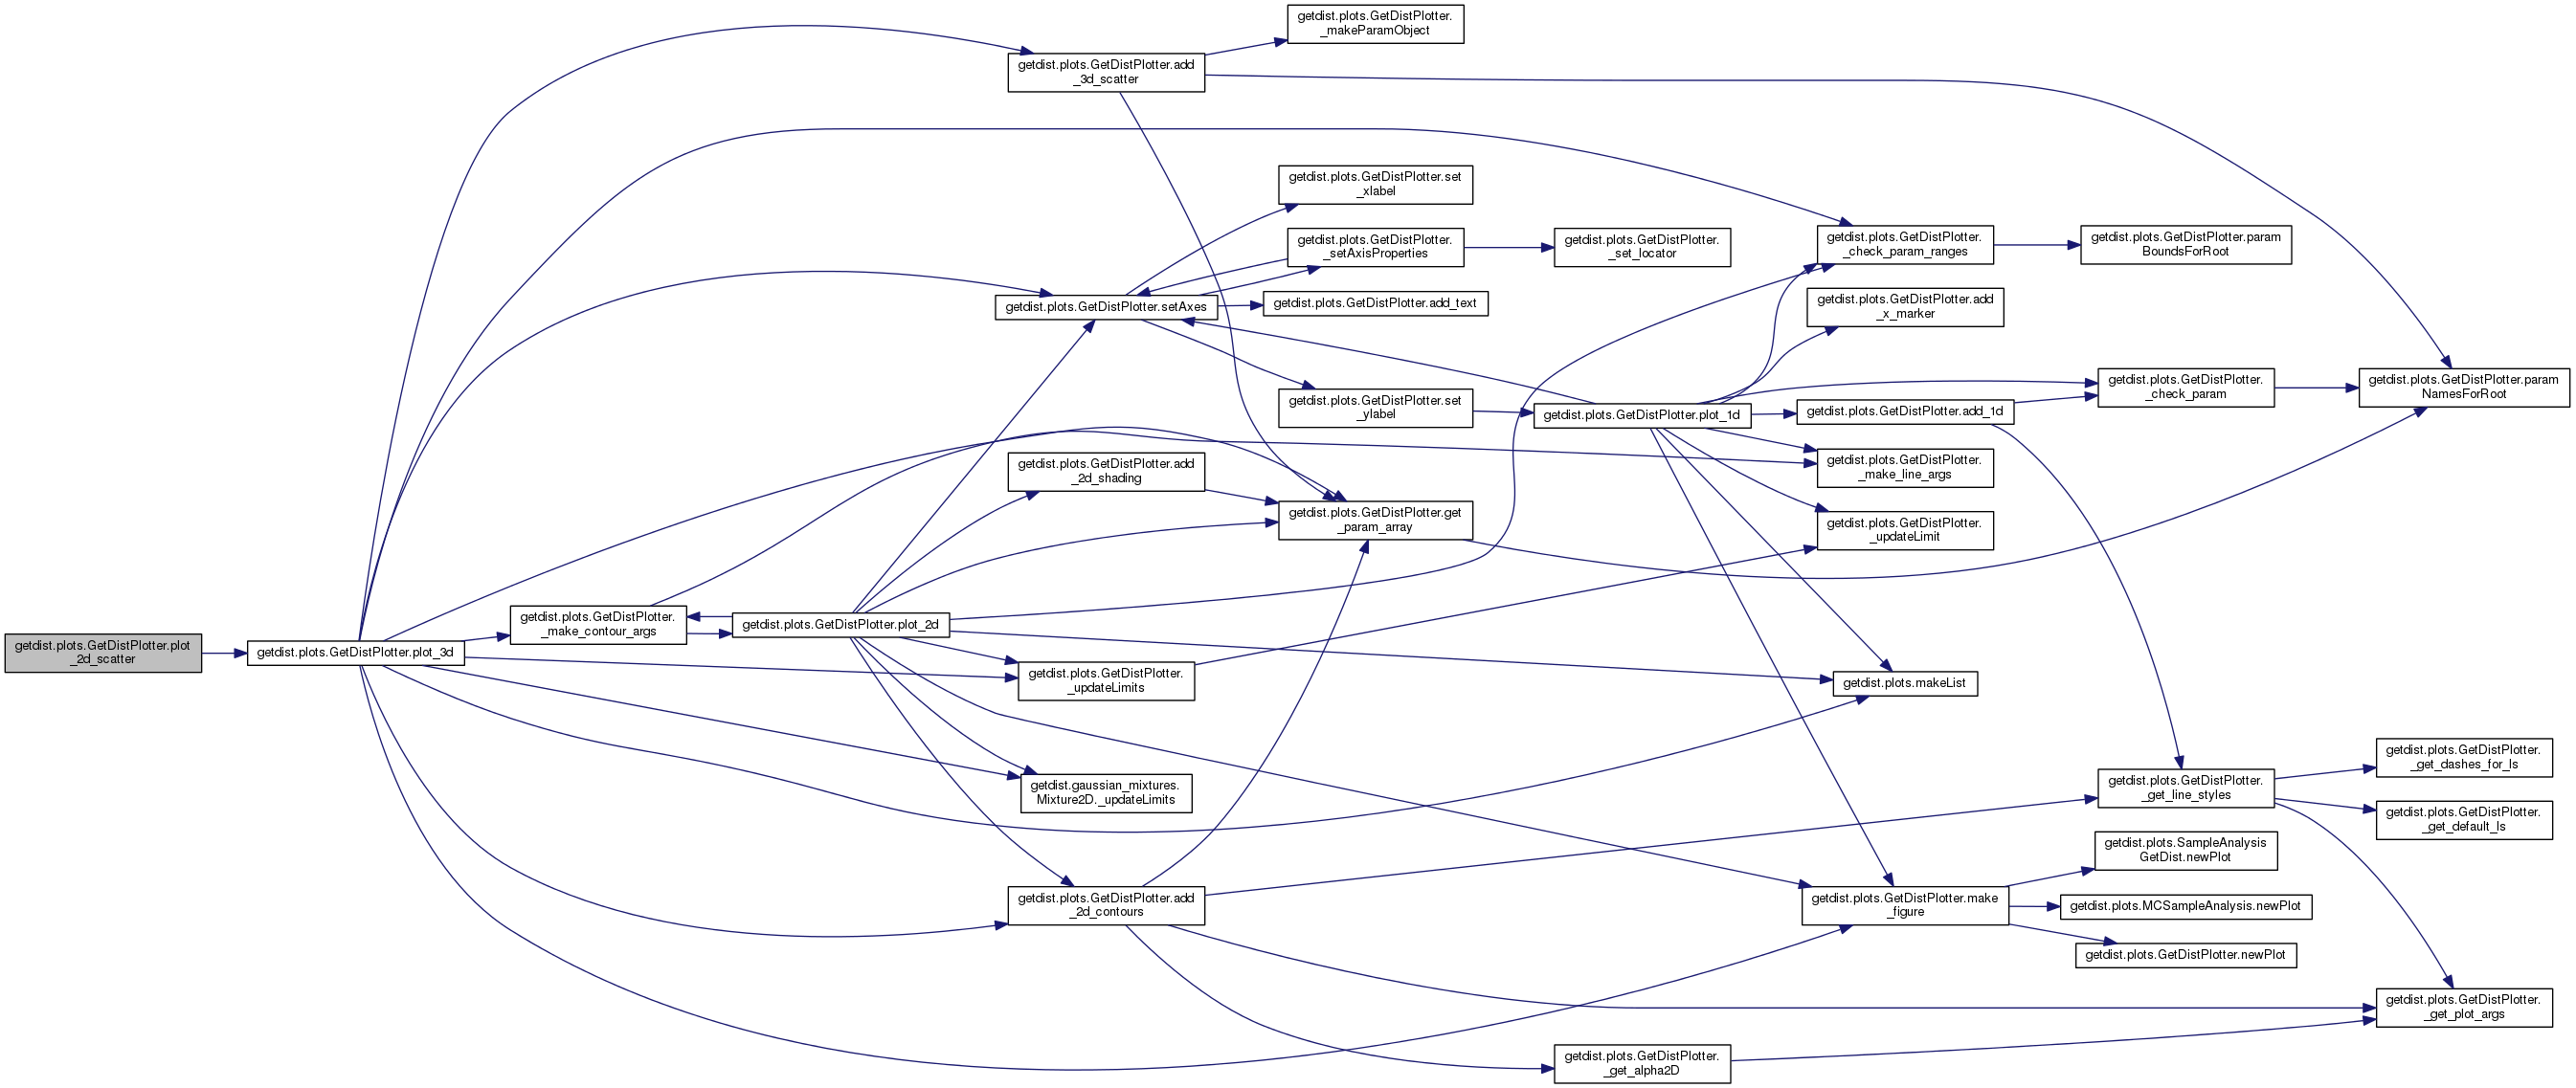 getdist.plots.GetDistPlotter.plot
_2d_scatter
getdist.plots.GetDistPlotter.plot_3d
getdist.plots.GetDistPlotter.
_make_contour_args
getdist.plots.GetDistPlotter.plot_2d
getdist.plots.GetDistPlotter.add
_3d_scatter
getdist.plots.GetDistPlotter.setAxes
getdist.plots.GetDistPlotter.add
_2d_shading
getdist.plots.GetDistPlotter.
_updateLimits
getdist.gaussian_mixtures.
Mixture2D._updateLimits
getdist.plots.GetDistPlotter.add
_2d_contours
getdist.plots.GetDistPlotter.
_makeParamObject
getdist.plots.GetDistPlotter.set
_xlabel
getdist.plots.GetDistPlotter.
_setAxisProperties
getdist.plots.GetDistPlotter.add_text
getdist.plots.GetDistPlotter.set
_ylabel
getdist.plots.GetDistPlotter.get
_param_array
getdist.plots.GetDistPlotter.
_set_locator
getdist.plots.GetDistPlotter.plot_1d
getdist.plots.GetDistPlotter.
_get_alpha2D
getdist.plots.GetDistPlotter.
_check_param_ranges
getdist.plots.GetDistPlotter.add
_x_marker
getdist.plots.GetDistPlotter.add_1d
getdist.plots.GetDistPlotter.
_make_line_args
getdist.plots.GetDistPlotter.
_updateLimit
getdist.plots.makeList
getdist.plots.GetDistPlotter.make
_figure
getdist.plots.GetDistPlotter.param
BoundsForRoot
getdist.plots.GetDistPlotter.
_check_param
getdist.plots.GetDistPlotter.
_get_line_styles
getdist.plots.SampleAnalysis
GetDist.newPlot
getdist.plots.MCSampleAnalysis.newPlot
getdist.plots.GetDistPlotter.newPlot
getdist.plots.GetDistPlotter.param
NamesForRoot
getdist.plots.GetDistPlotter.
_get_dashes_for_ls
getdist.plots.GetDistPlotter.
_get_default_ls
getdist.plots.GetDistPlotter.
_get_plot_args